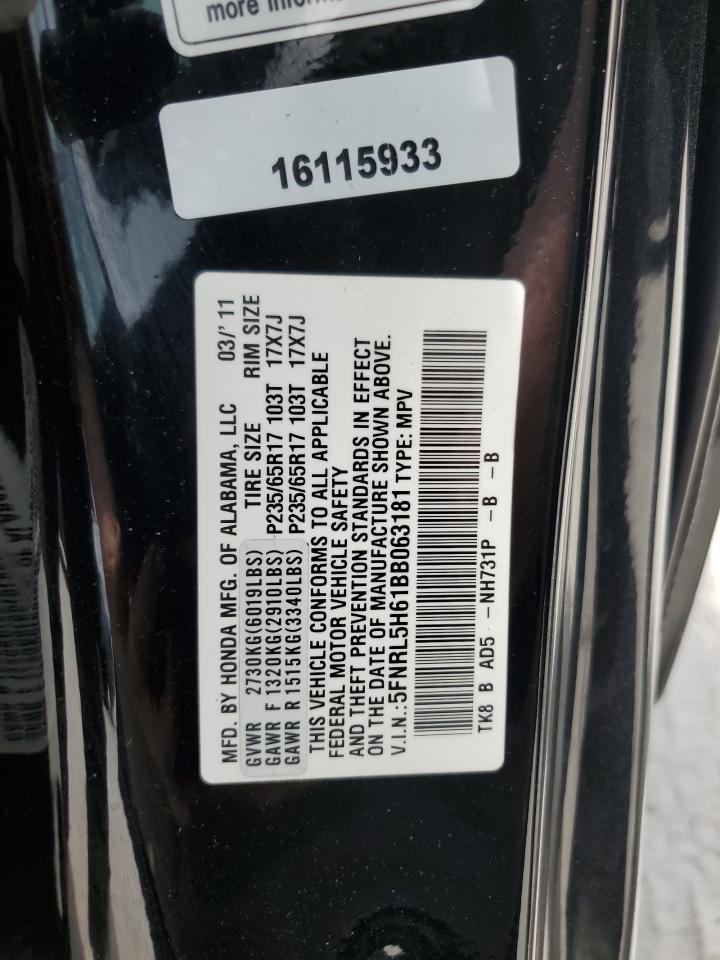 more inform
16115933
MFD. BY HONDA MFG. OF ALABAMA, LLC 03/'11
GVWR 2730KG(6019LBS) TIRE SIZE RIM SIZE
GAWR F 1320KG(2910LBS) P235/65R17 103T 17X7J
GAWR R 1515KG(3340LBS) P235/65R17 103T 17X7J
THIS VEHICLE CONFORMS TO ALL APPLICABLE
FEDERAL MOTOR VEHICLE SAFETY
AND THEFT PREVENTION STANDARDS IN EFFECT
ON THE DATE OF MANUFACTURE SHOWN ABOVE.
V.I.N.:5FNRL5H61BB063181 TYPE: MPV
TK8 B AD5 -NH731P -B -B